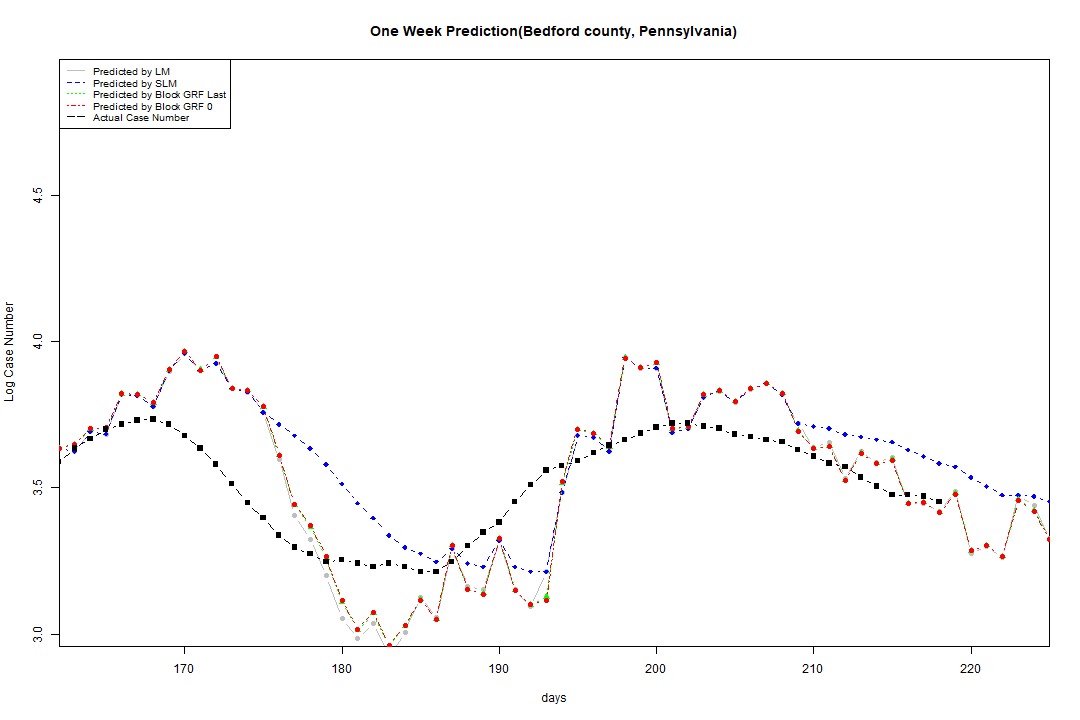 One Week Prediction(Bedford county, Pennsylvania)
Predicted by LM
Predicted by SLM
Predicted by Block GRF Last
Predicted by Block GRF 0
Actual Case Number
4.5
4.0
3.5
3.0
Log Case Number
170 180 190 200 210 220
days